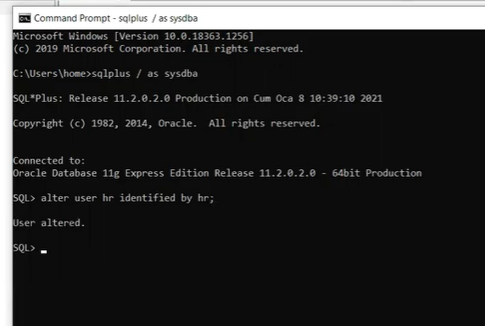 Command Prompt - sqlplus / as sysdba
Microsoft Windows [Version 10.0.18363.1256]
(c) 2019 Microsoft Corporation. All rights reserved.
C:\Users\home>sqlplus / as sysdba
SQL*Plus: Release 11.2.0.2.0 Production on Cum Oca 8 10:39:10 2021
Copyright (c) 1982, 2014, Oracle.  All rights reserved.
Connected to:
Oracle Database 11g Express Edition Release 11.2.0.2.0 - 64bit Production
SQL> alter user hr identified by hr;
User altered.
SQL>